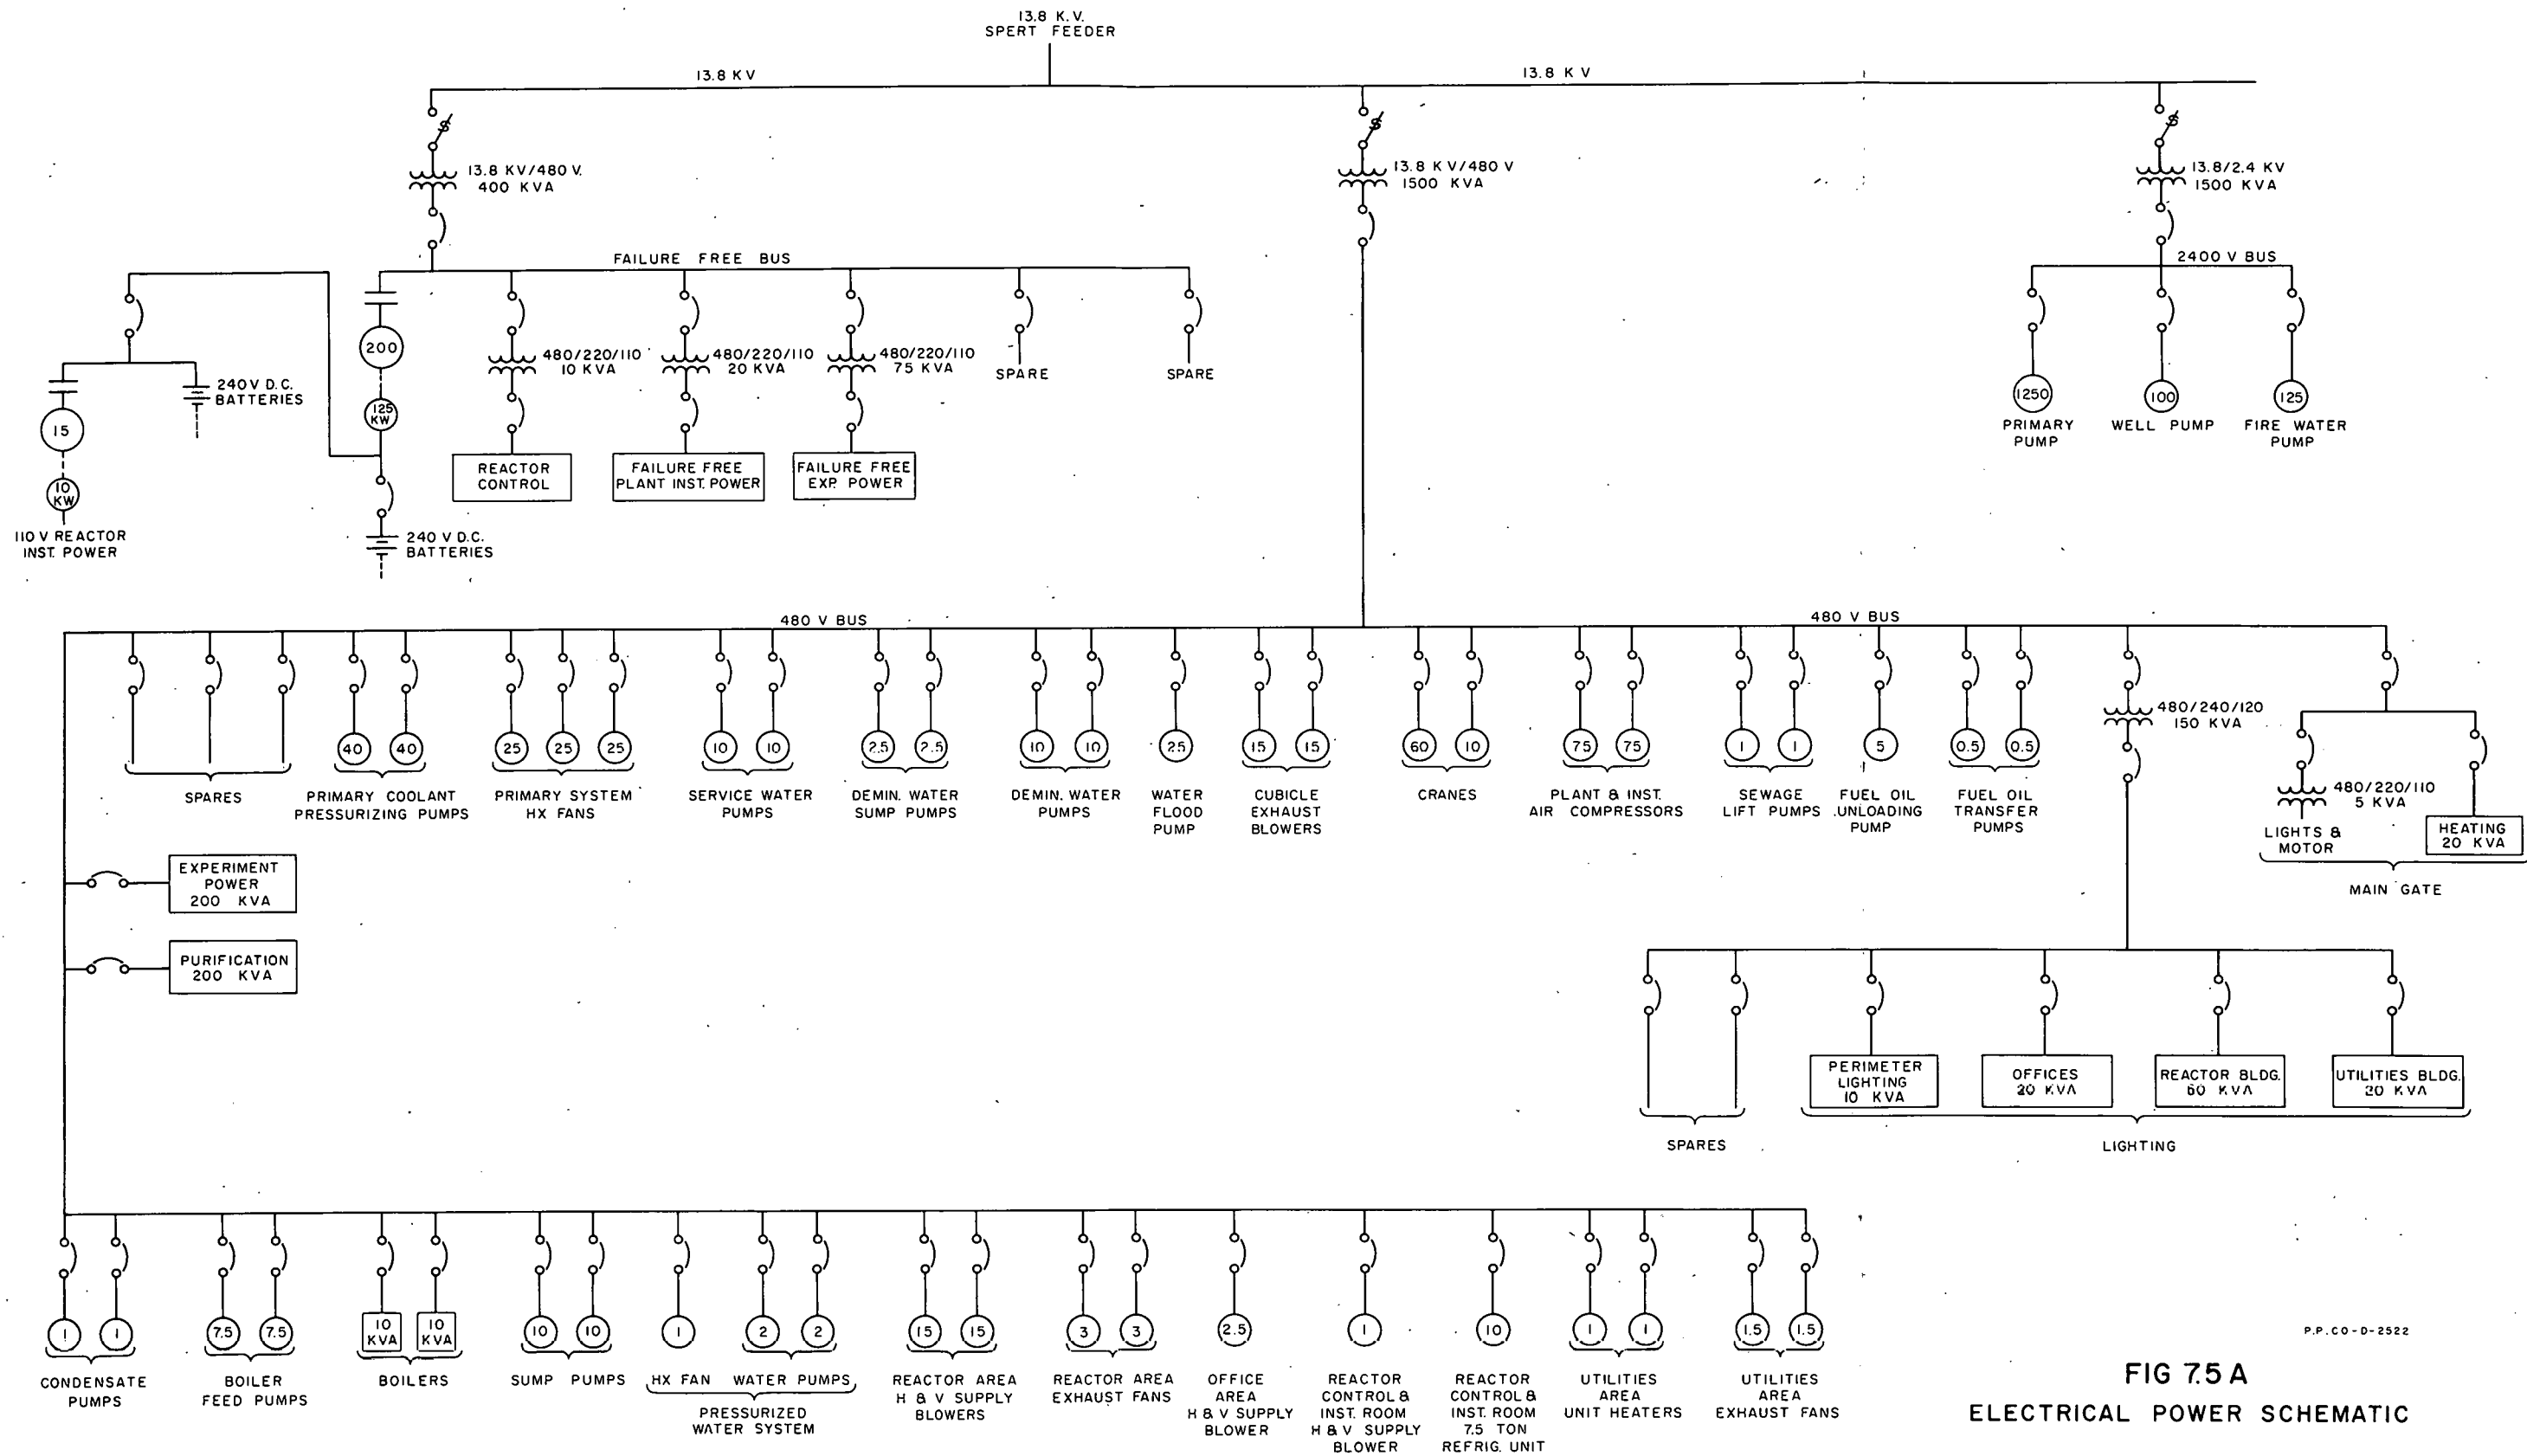 13.8 K.V.
SPERT FEEDER
13.8 KV
13.8 KV
13.8 KV/480 V.
400 KVA
13.8 KV/480 V
1500 KVA
13.8/2.4 KV
1500 KVA
FAILURE FREE BUS
2400 V BUS
200
480/220/110
10 KVA
480/220/110
20 KVA
480/220/110
75 KVA
SPARE
SPARE
240 V D.C.
BATTERIES
15
125
KW
1250
100
125
PRIMARY
PUMP
WELL PUMP
FIRE WATER
PUMP
REACTOR
CONTROL
FAILURE FREE
PLANT INST. POWER
FAILURE FREE
EXP. POWER
10
KW
110 V REACTOR
INST. POWER
240 V D.C.
BATTERIES
480 V BUS
480 V BUS
480/240/120
150 KVA
40
40
25
25
25
10
10
2.5
2.5
10
10
25
15
15
60
10
75
75
1
1
5
0.5
0.5
SPARES
PRIMARY COOLANT
PRESSURIZING PUMPS
PRIMARY SYSTEM
HX FANS
SERVICE WATER
PUMPS
DEMIN. WATER
SUMP PUMPS
DEMIN. WATER
PUMPS
WATER
FLOOD
PUMP
CUBICLE
EXHAUST
BLOWERS
CRANES
PLANT & INST.
AIR COMPRESSORS
SEWAGE
LIFT PUMPS
FUEL OIL
UNLOADING
PUMP
FUEL OIL
TRANSFER
PUMPS
480/220/110
5 KVA
LIGHTS &
MOTOR
HEATING
20 KVA
MAIN GATE
EXPERIMENT
POWER
200 KVA
PURIFICATION
200 KVA
PERIMETER
LIGHTING
10 KVA
OFFICES
20 KVA
REACTOR BLDG.
60 KVA
UTILITIES BLDG.
20 KVA
SPARES
LIGHTING
1
1
7.5
7.5
10
KVA
10
KVA
10
10
1
2
2
15
15
3
3
2.5
1
10
1
1
1.5
1.5
CONDENSATE
PUMPS
BOILER
FEED PUMPS
BOILERS
SUMP PUMPS
HX FAN
WATER PUMPS
PRESSURIZED
WATER SYSTEM
REACTOR AREA
H & V SUPPLY
BLOWERS
REACTOR AREA
EXHAUST FANS
OFFICE
AREA
H & V SUPPLY
BLOWER
REACTOR
CONTROL &
INST. ROOM
H & V SUPPLY
BLOWER
REACTOR
CONTROL &
INST. ROOM
7.5 TON
REFRIG. UNIT
UTILITIES
AREA
UNIT HEATERS
UTILITIES
AREA
EXHAUST FANS
P.P.CO-D-2522
FIG 7.5 A
ELECTRICAL POWER SCHEMATIC